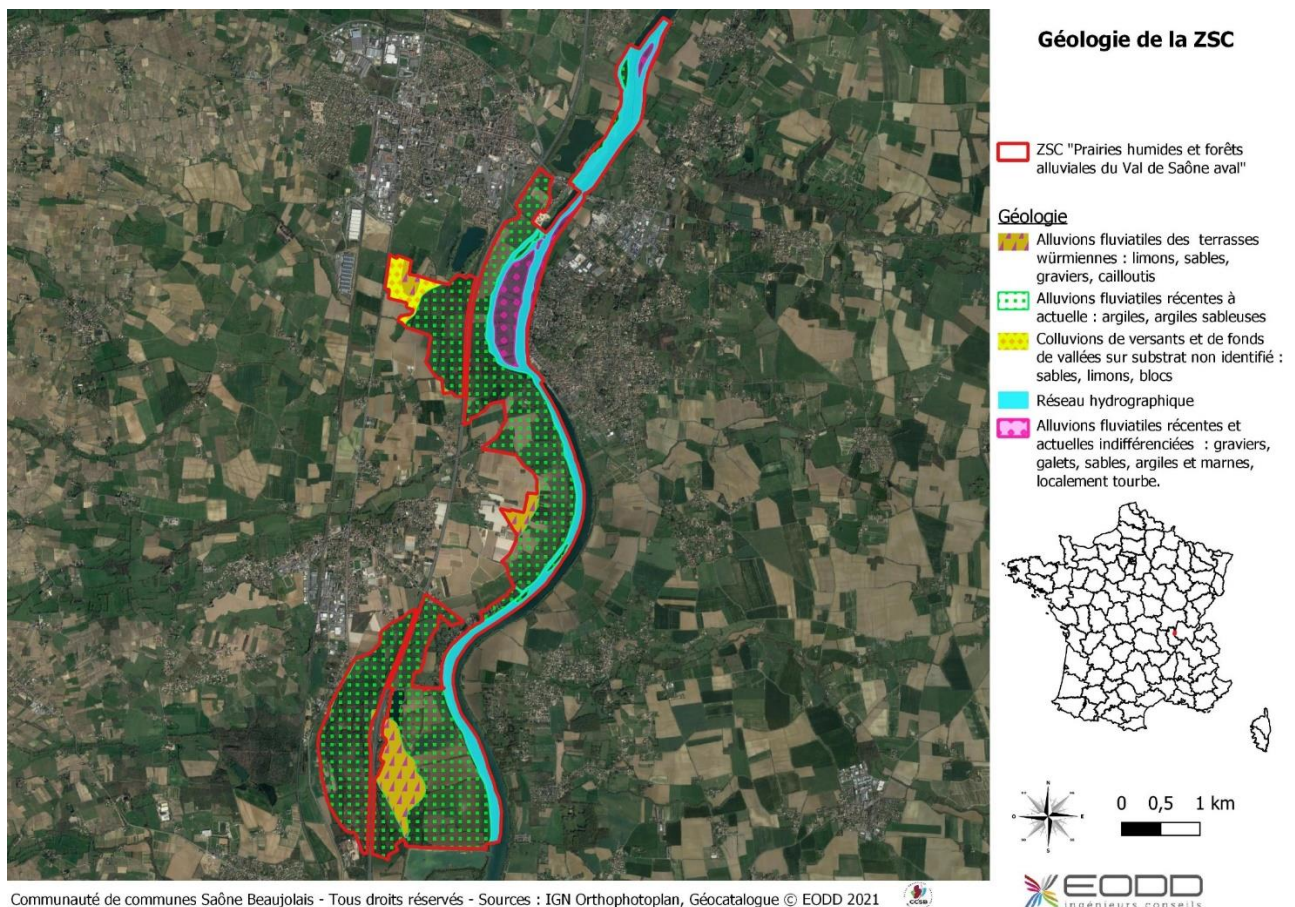 Géologie de la ZSC
ZSC "Prairies humides et forêts
alluviales du Val de Saône aval"
Géologie
Alluvions fluviatiles des terrasses
würmiennes : limons, sables,
graviers, cailloutis
Alluvions fluviatiles récentes à
actuelle : argiles, argiles sableuses
Colluvions de versants et de fonds
de vallées sur substrat non identifié :
sables, limons, blocs
Réseau hydrographique
Alluvions fluviatiles récentes et
actuelles indifférenciées : graviers,
galets, sables, argiles et marnes,
localement tourbe.
N
O E
S
0 0,5 1 km
EODD
ingénieurs conseils
Communauté de communes Saône Beaujolais - Tous droits réservés - Sources : IGN Orthophotoplan, Géocatalogue © EODD 2021
CCSB